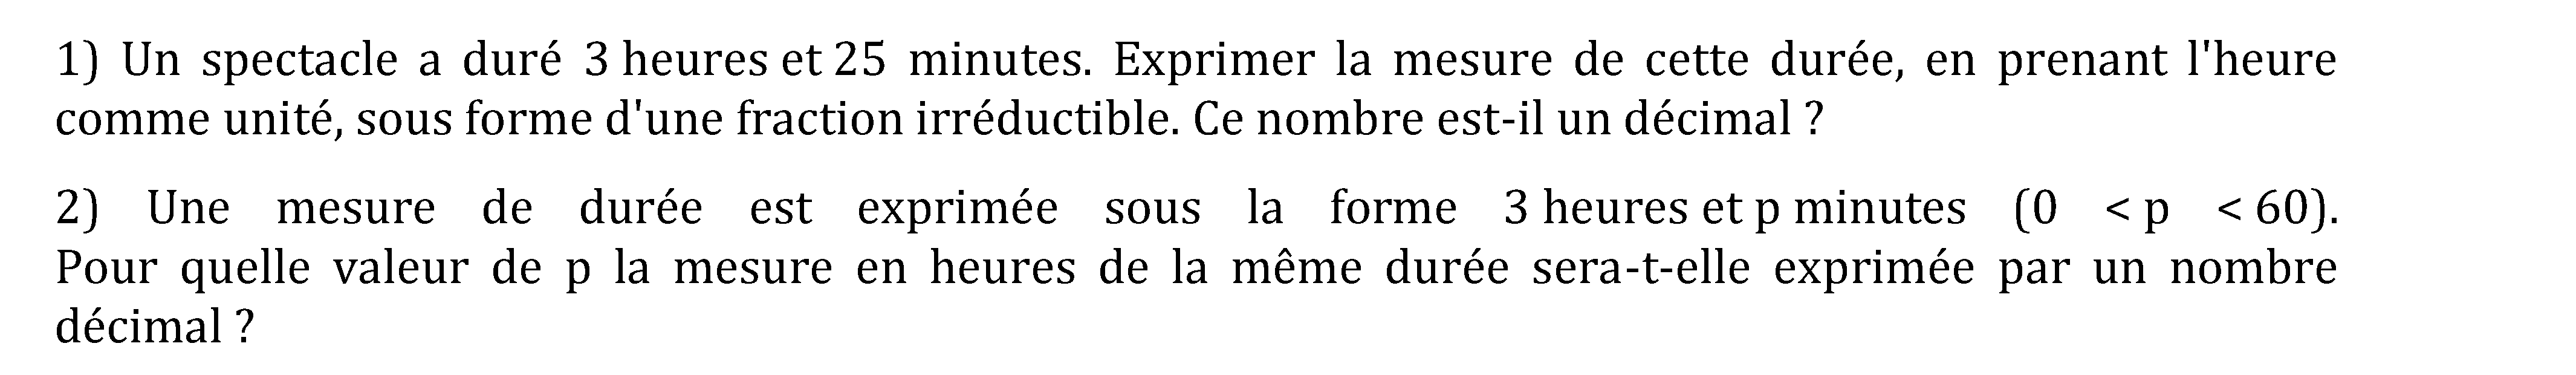 1) Un spectacle a duré 3 heures et 25 minutes. Exprimer la mesure de cette durée, en prenant l'heure
comme unité, sous forme d'une fraction irréductible. Ce nombre est-il un décimal ?
2) Une mesure de durée est exprimée sous la forme 3 heures et p minutes (0 < p < 60).
Pour quelle valeur de p la mesure en heures de la même durée sera-t-elle exprimée par un nombre
décimal ?